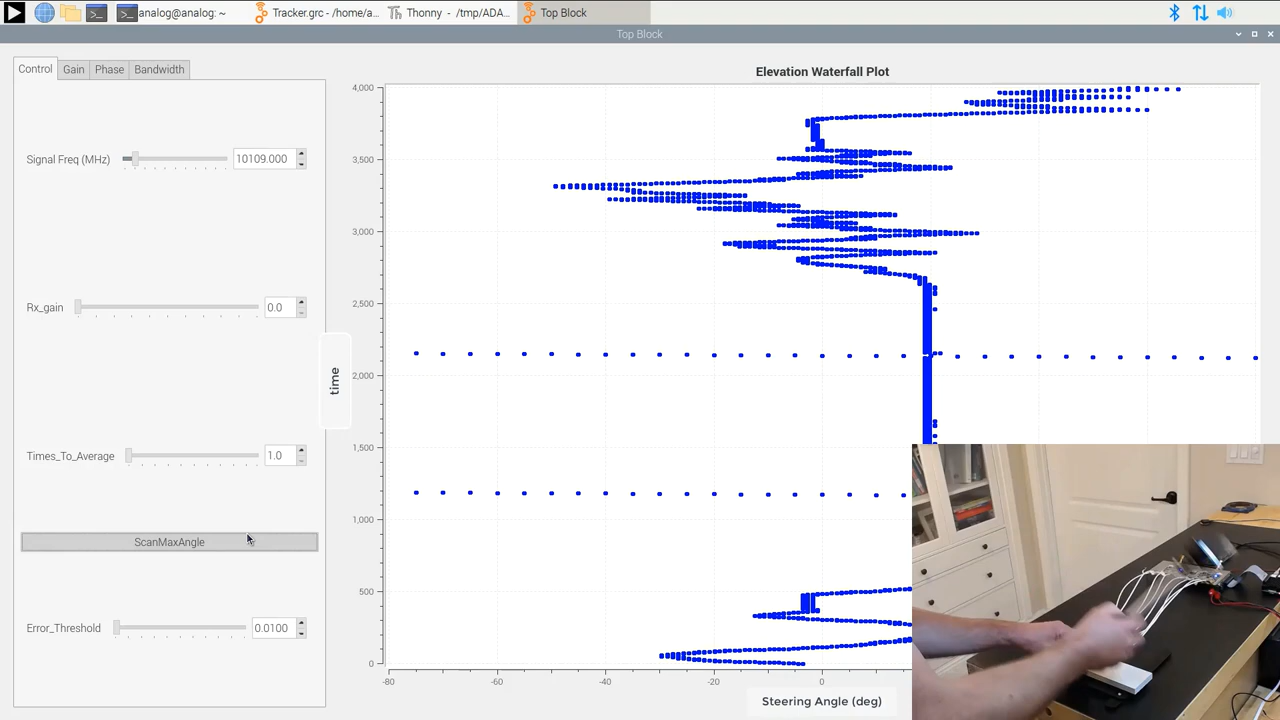 analog@analog: ~
Tracker.grc - /home/a...
Thonny - /tmp/ADA...
Top Block
Top Block
Control
Gain
Phase
Bandwidth
Elevation Waterfall Plot
Signal Freq (MHz)
10109.000
Rx_gain
0.0
Times_To_Average
1.0
ScanMaxAngle
Error_Threshold
0.0100
time
4,000
3,500
3,000
2,500
2,000
1,500
1,000
500
0
-80
-60
-40
-20
0
Steering Angle (deg)